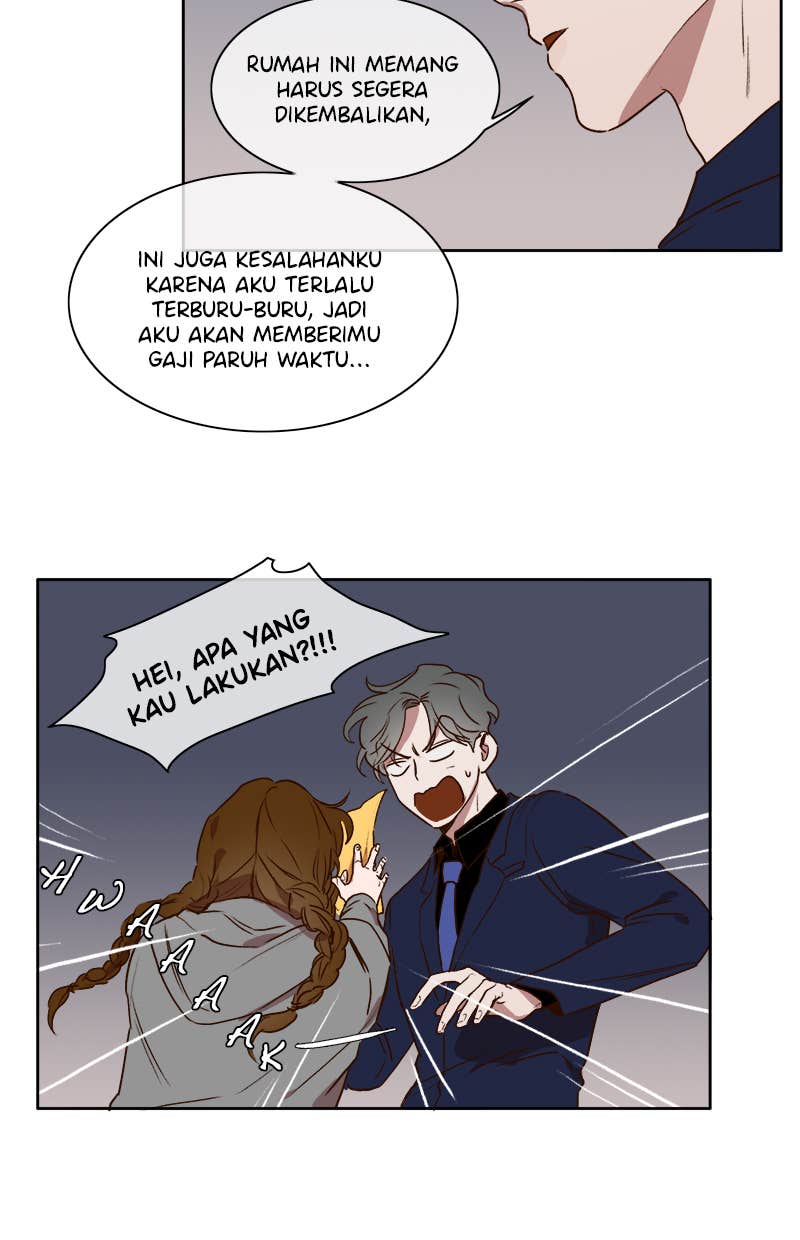 RUMAH INI MEMANG
HARUS SEGERA
DIKEMBALIKAN,
INI JUGA KESALAHANKU
KARENA AKU TERLALU
TERBURU-BURU, JADI
AKU AKAN MEMBERIMU
GAJI PARUH WAKTU...
HEI, APA YANG
KAU LAKUKAN?!!!
HWAAAAAK—